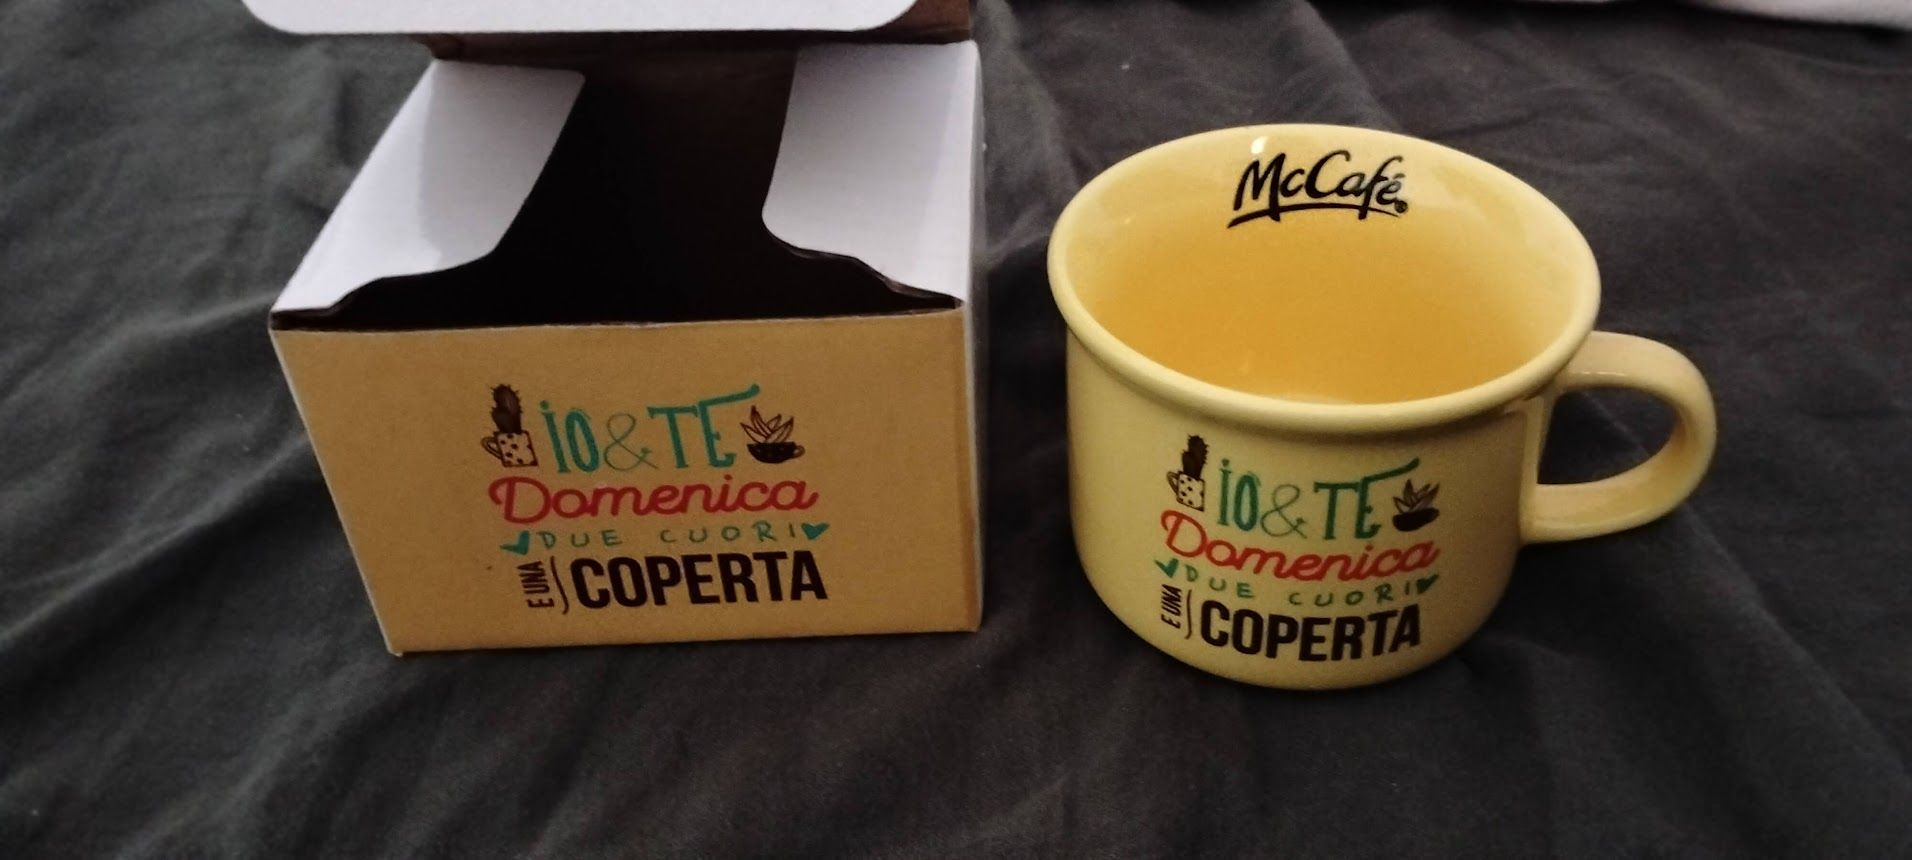 iO & TE
Domenica
DUE CUORI
E UNA COPERTA
McCafé®
iO & TE
Domenica
DUE CUORI
E UNA COPERTA